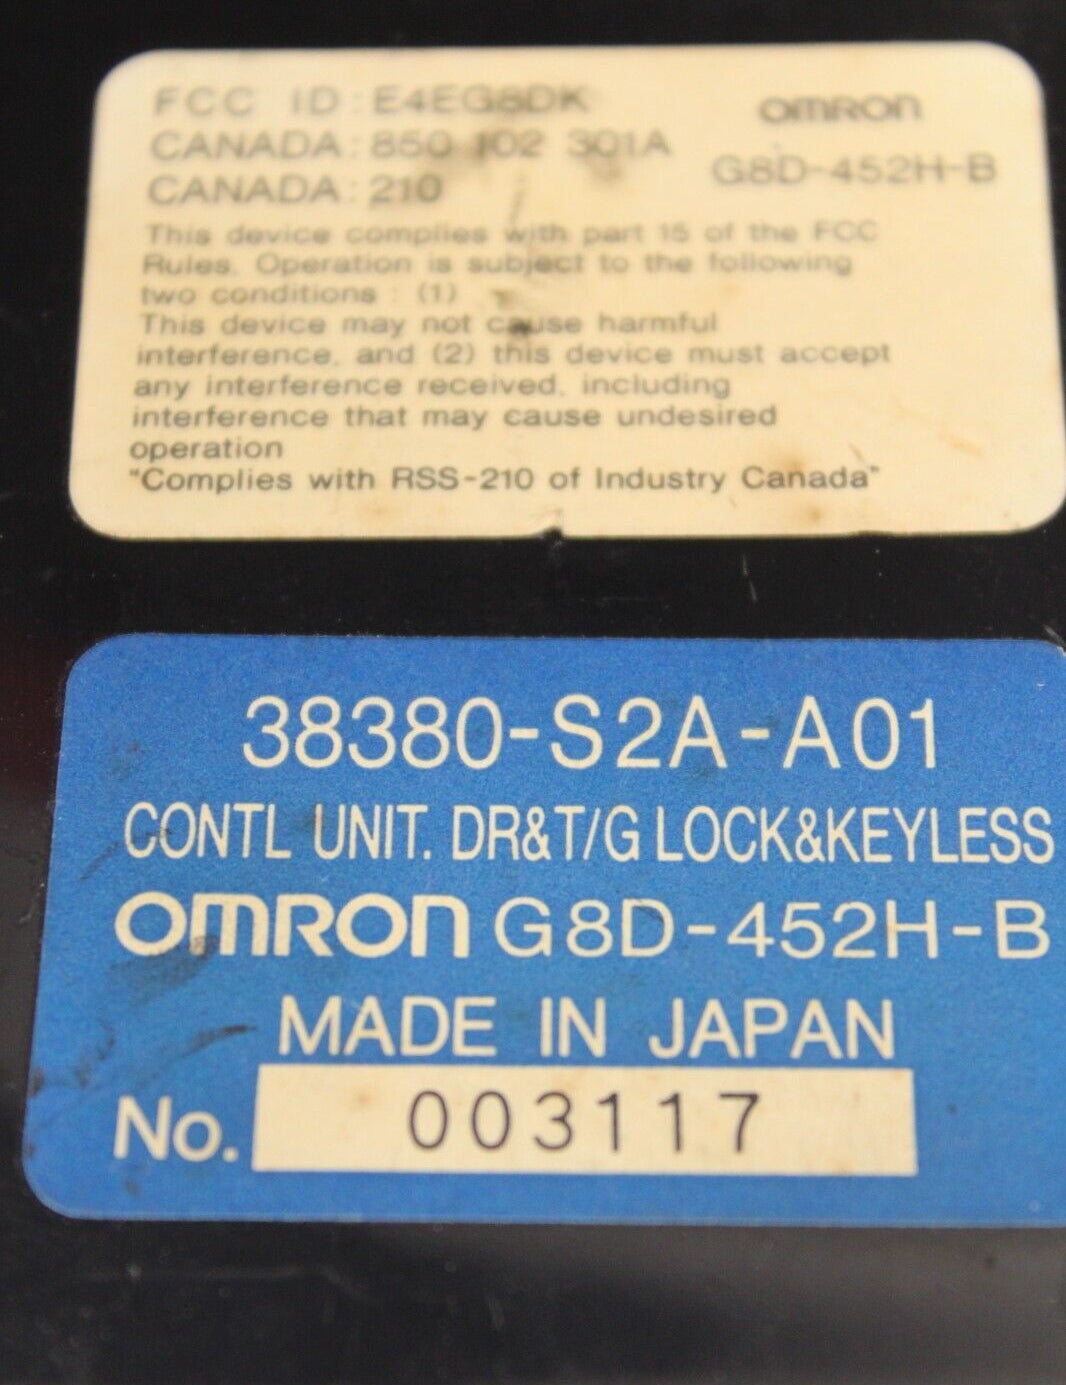 FCC ID : E4EG8DK
OMRON
CANADA : 850 102 301A
G8D-452H-B
CANADA : 210
This device complies with part 15 of the FCC
Rules. Operation is subject to the following
two conditions : (1)
This device may not cause harmful
interference, and (2) this device must accept
any interference received, including
interference that may cause undesired
operation
"Complies with RSS-210 of Industry Canada"
38380-S2A-A01
CONTL UNIT. DR&T/G LOCK&KEYLESS
OMRON G8D-452H-B
MADE IN JAPAN
No. 003117